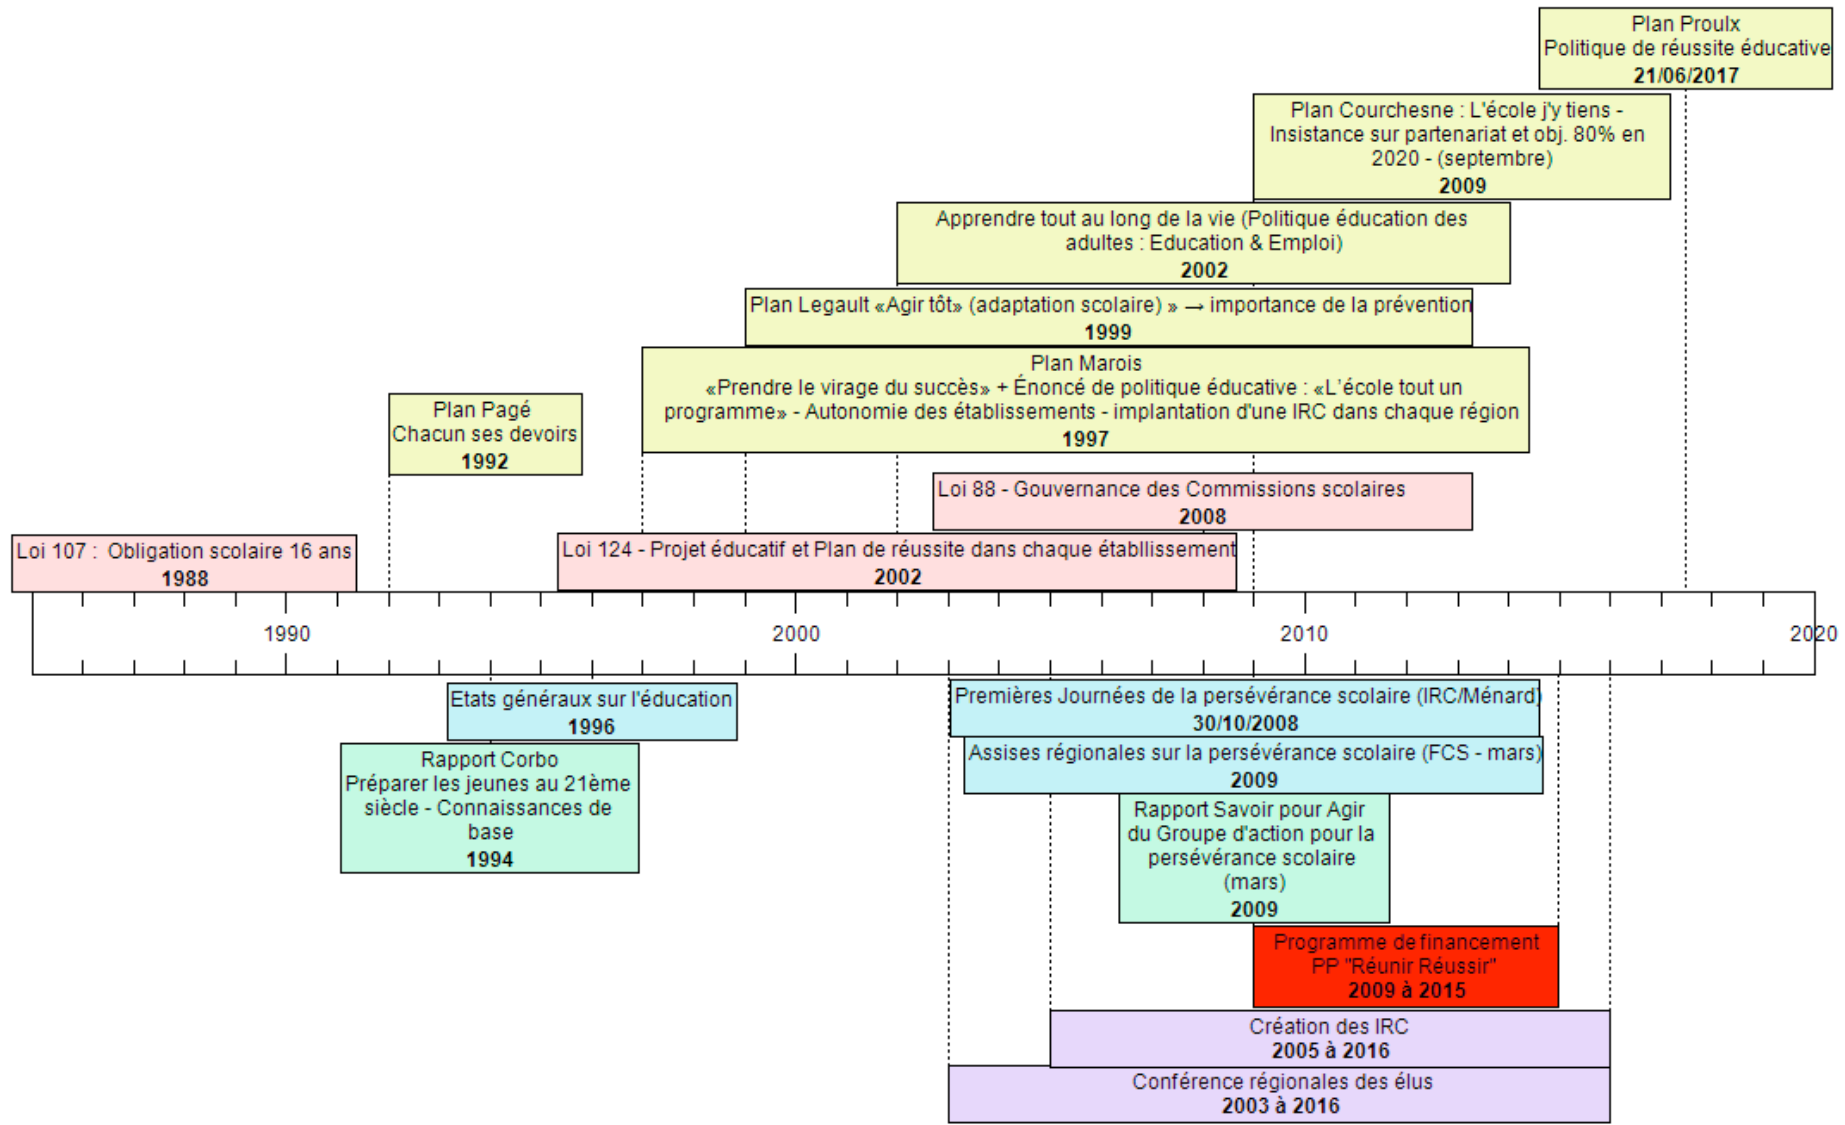 Plan Proulx
Politique de réussite éducative
21/06/2017
Plan Courchesne : L'école j'y tiens -
Insistance sur partenariat et obj. 80% en
2020 - (septembre)
2009
Apprendre tout au long de la vie (Politique éducation des
adultes : Education & Emploi)
2002
Plan Legault «Agir tôt» (adaptation scolaire) » → importance de la prévention
1999
Plan Marois
«Prendre le virage du succès» + Énoncé de politique éducative : «L'école tout un
programme» - Autonomie des établissements - implantation d'une IRC dans chaque région
1997
Plan Pagé
Chacun ses devoirs
1992
Loi 88 - Gouvernance des Commissions scolaires
2008
Loi 107 : Obligation scolaire 16 ans
1988
Loi 124 - Projet éducatif et Plan de réussite dans chaque établlissement
2002
1990
2000
2010
2020
Etats généraux sur l'éducation
1996
Rapport Corbo
Préparer les jeunes au 21ème
siècle - Connaissances de
base
1994
Premières Journées de la persévérance scolaire (IRC/Ménard)
30/10/2008
Assises régionales sur la persévérance scolaire (FCS - mars)
2009
Rapport Savoir pour Agir
du Groupe d'action pour la
persévérance scolaire
(mars)
2009
Programme de financement
PP "Réunir Réussir"
2009 à 2015
Création des IRC
2005 à 2016
Conférence régionales des élus
2003 à 2016